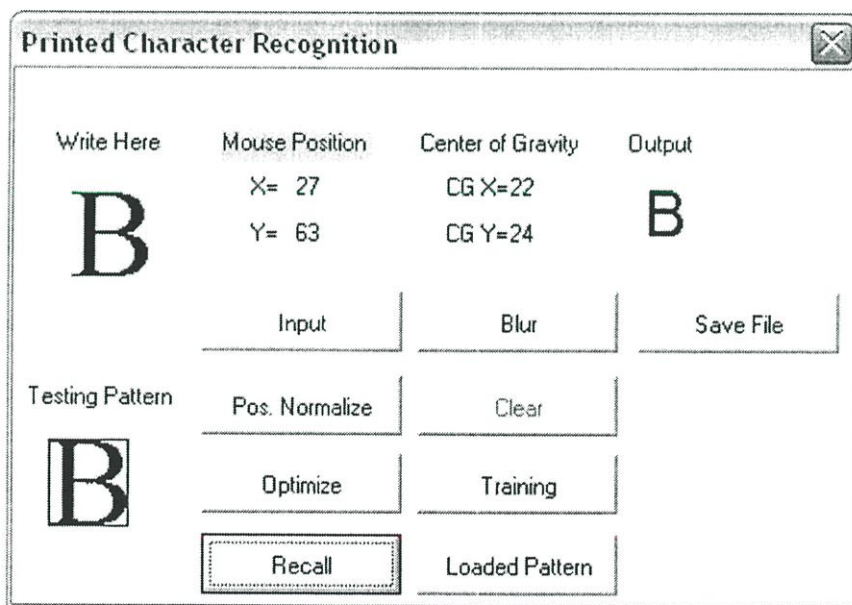 Printed Character Recognition
Write Here Mouse Position Center of Gravity Output
X= 27 CG X=22
B B
Y= 63 CG Y=24
Input Blur Save File
Testing Pattern Pos. Normalize Clear
B
Optimize Training
Recall Loaded Pattern